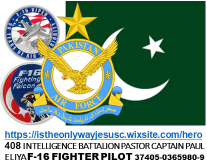 PAKISTAN
AIR FORCE
F-16
Fighting
Falcon
https://istheonlywayjesusc.wixsite.com/hero
408 INTELLIGENCE BATTALION PASTOR CAPTAIN PAUL
ELIYA F-16 FIGHTER PILOT 37405-0365980-9